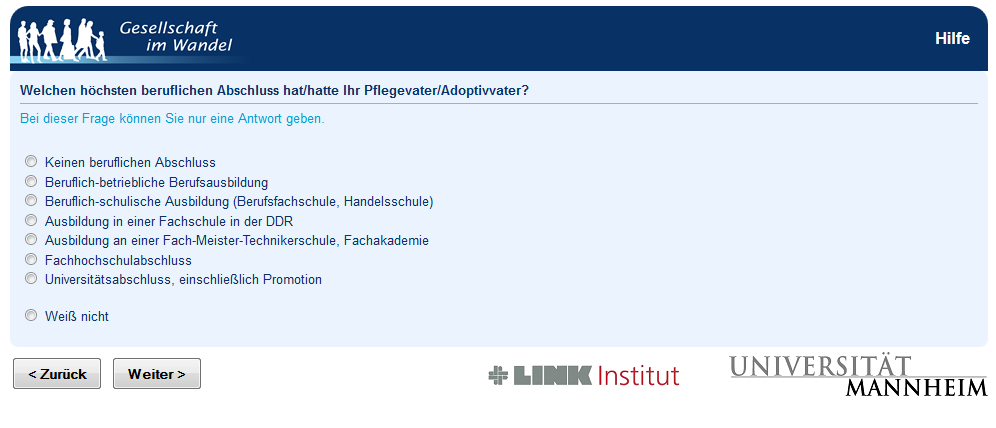 Gesellschaft
im Wandel
Hilfe
Welchen höchsten beruflichen Abschluss hat/hatte Ihr Pflegevater/Adoptivvater?
Bei dieser Frage können Sie nur eine Antwort geben.
Keinen beruflichen Abschluss
Beruflich-betriebliche Berufsausbildung
Beruflich-schulische Ausbildung (Berufsfachschule, Handelsschule)
Ausbildung in einer Fachschule in der DDR
Ausbildung an einer Fach-Meister-Technikerschule, Fachakademie
Fachhochschulabschluss
Universitätsabschluss, einschließlich Promotion
Weiß nicht
< Zurück
Weiter >
LINK Institut
UNIVERSITÄT
MANNHEIM